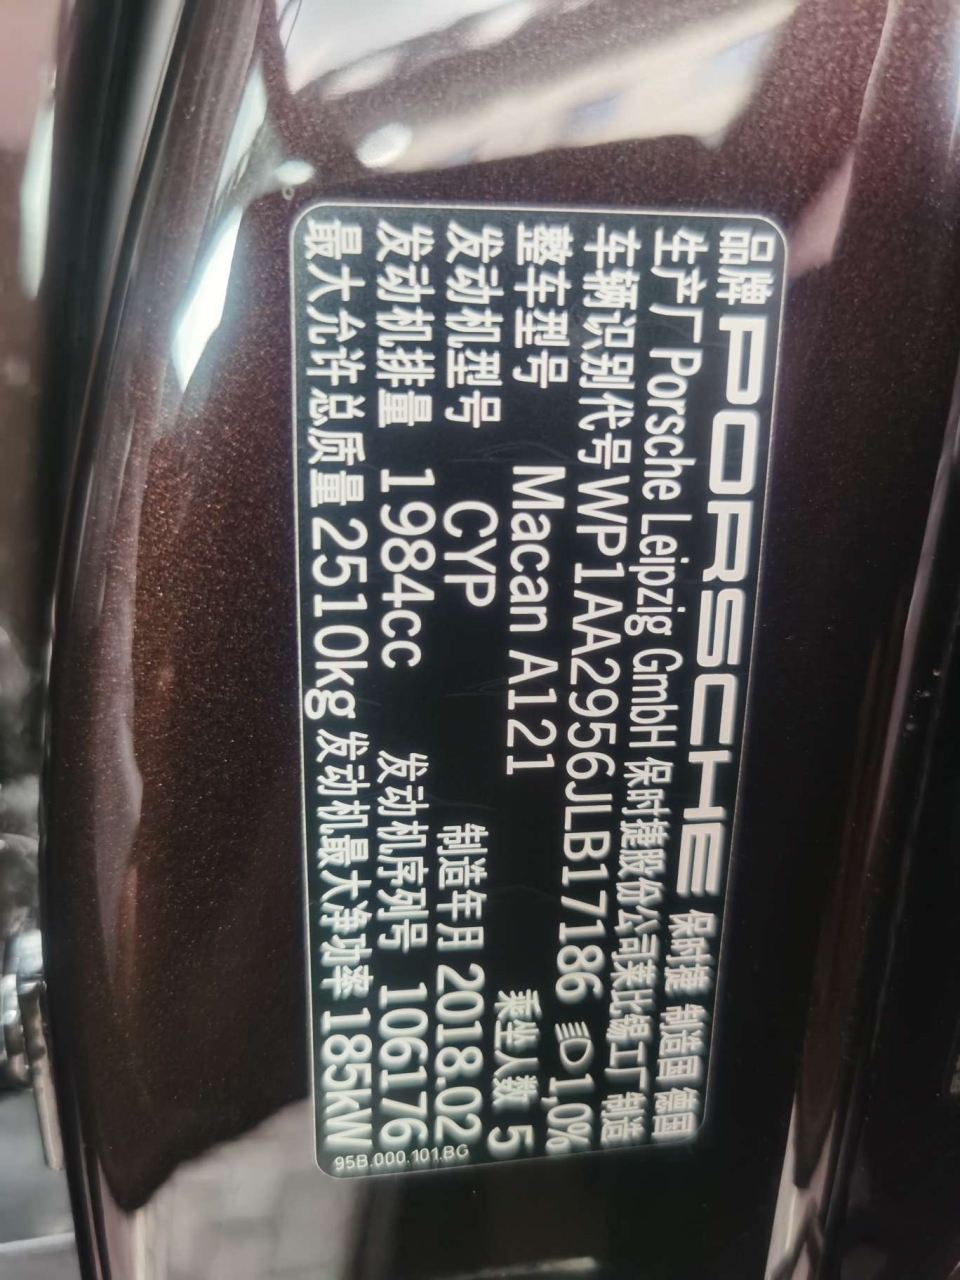 品牌 PORSCHE 保时捷 制造国 德国
生产厂 Porsche Leipzig GmbH 保时捷股份公司莱比锡工厂制造
车辆识别代号 WP1AA2956JLB17186 1,0%
整车型号 Macan A121 乘坐人数 5
发动机型号 CYP 制造年月 2018.02
发动机排量 1984cc 发动机序列号 106176
最大允许总质量 2510kg 发动机最大净功率 185kW
95B.000.101.BG